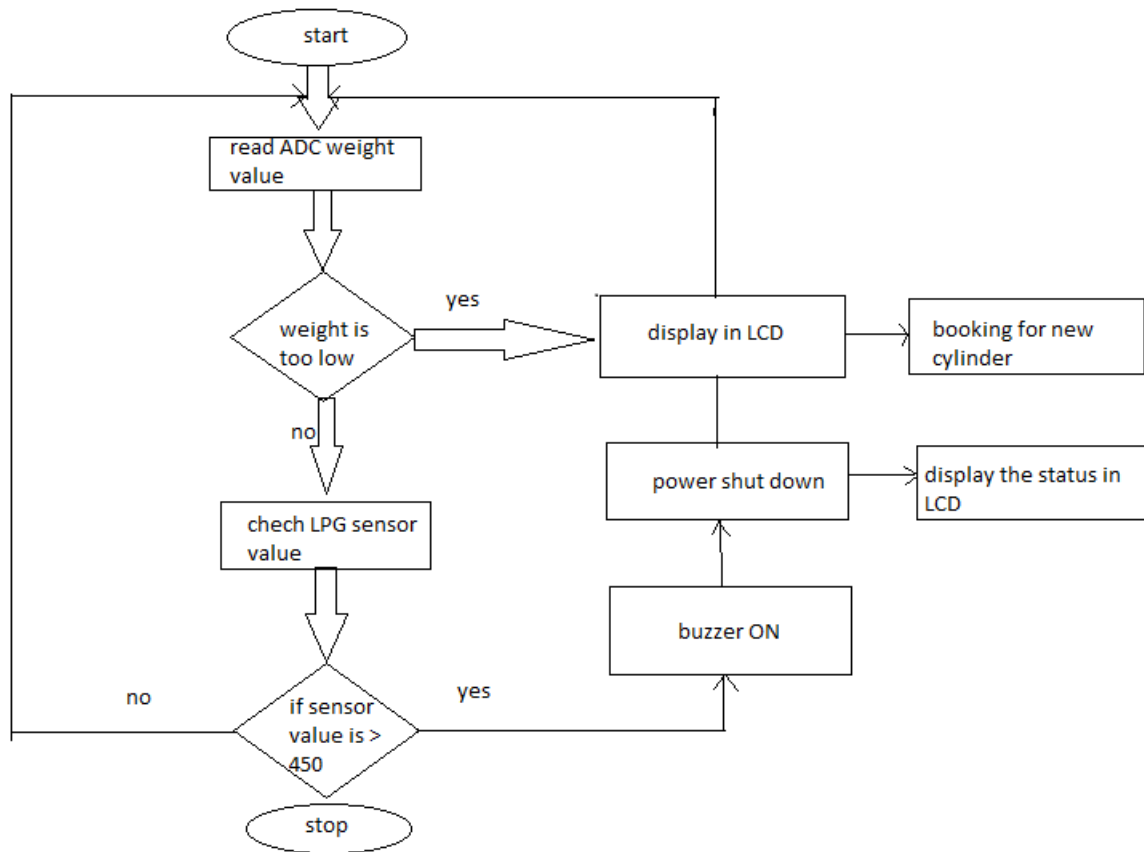 start
read ADC weight
value
yes
weight is
too low
display in LCD
booking for new
cylinder
no
power shut down
display the status in
LCD
chech LPG sensor
value
buzzer ON
no
yes
if sensor
value is >
450
stop